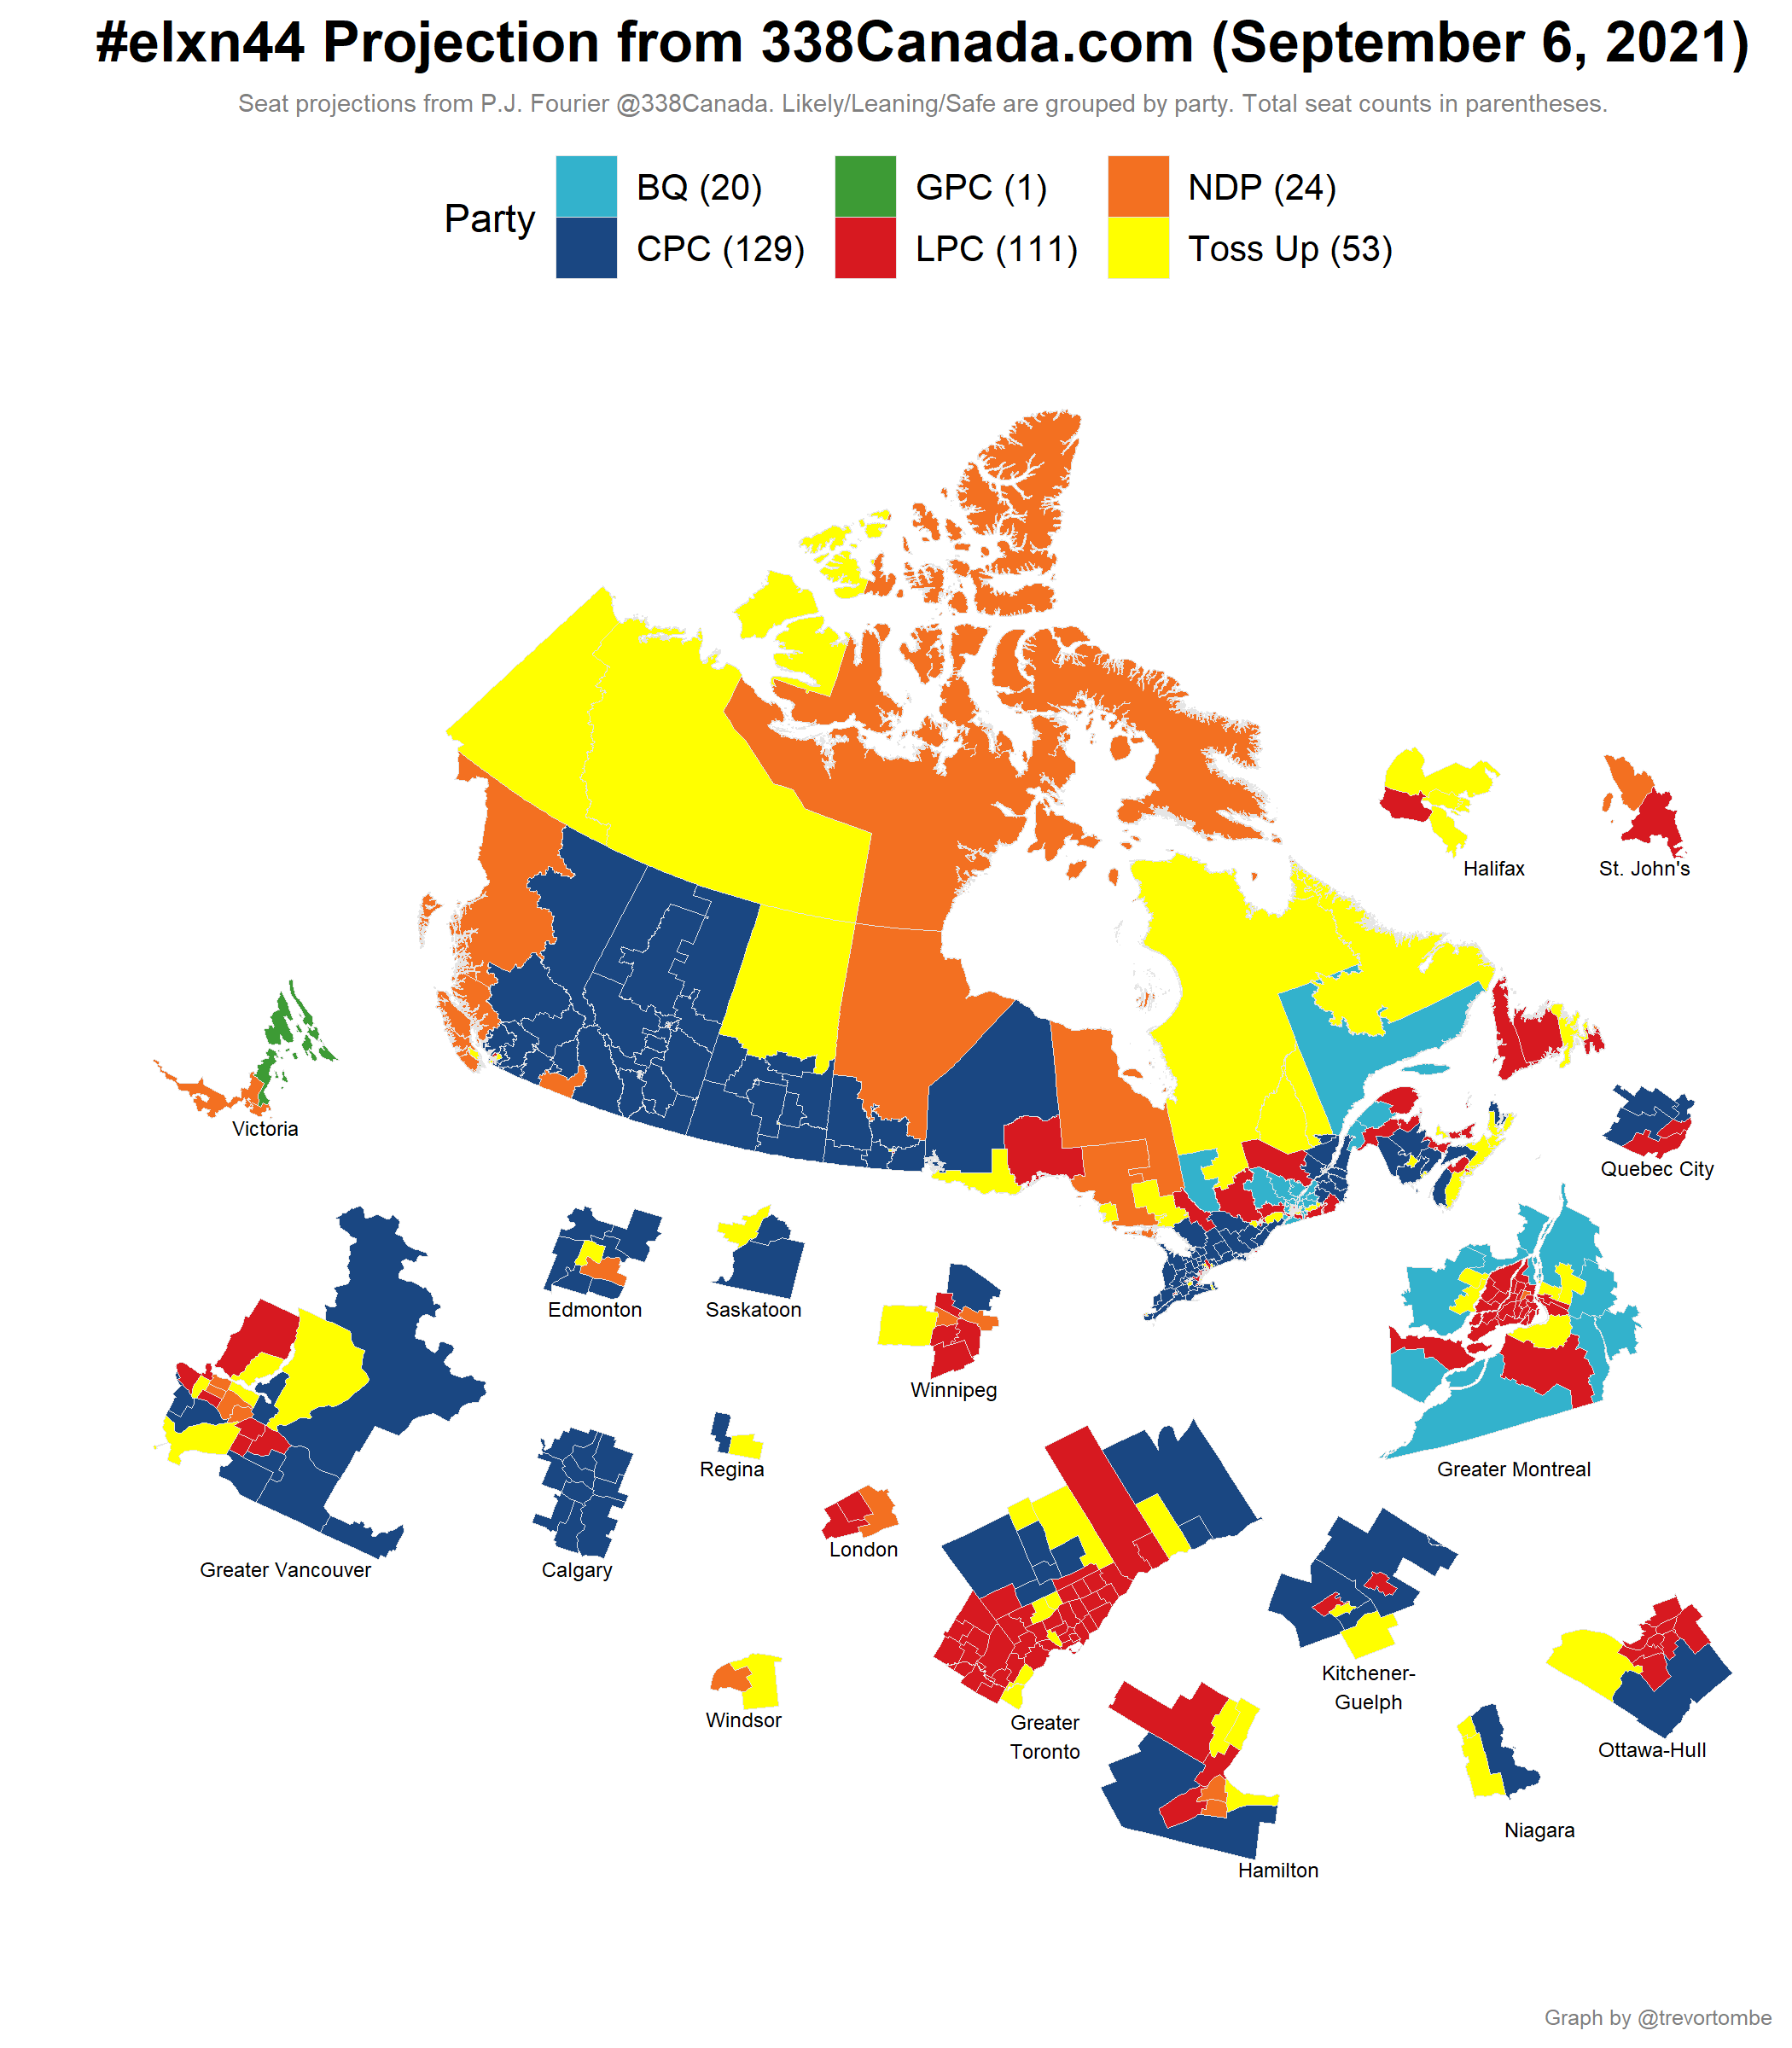 #elxn44 Projection from 338Canada.com (September 6, 2021)
Seat projections from P.J. Fourier @338Canada. Likely/Leaning/Safe are grouped by party. Total seat counts in parentheses.
Party
BQ (20)
GPC (1)
NDP (24)
CPC (129)
LPC (111)
Toss Up (53)
Halifax
St. John's
Victoria
Quebec City
Edmonton
Saskatoon
Winnipeg
Regina
Greater Montreal
London
Greater Vancouver
Calgary
Kitchener-
Guelph
Windsor
Greater
Toronto
Ottawa-Hull
Niagara
Hamilton
Graph by @trevortombe